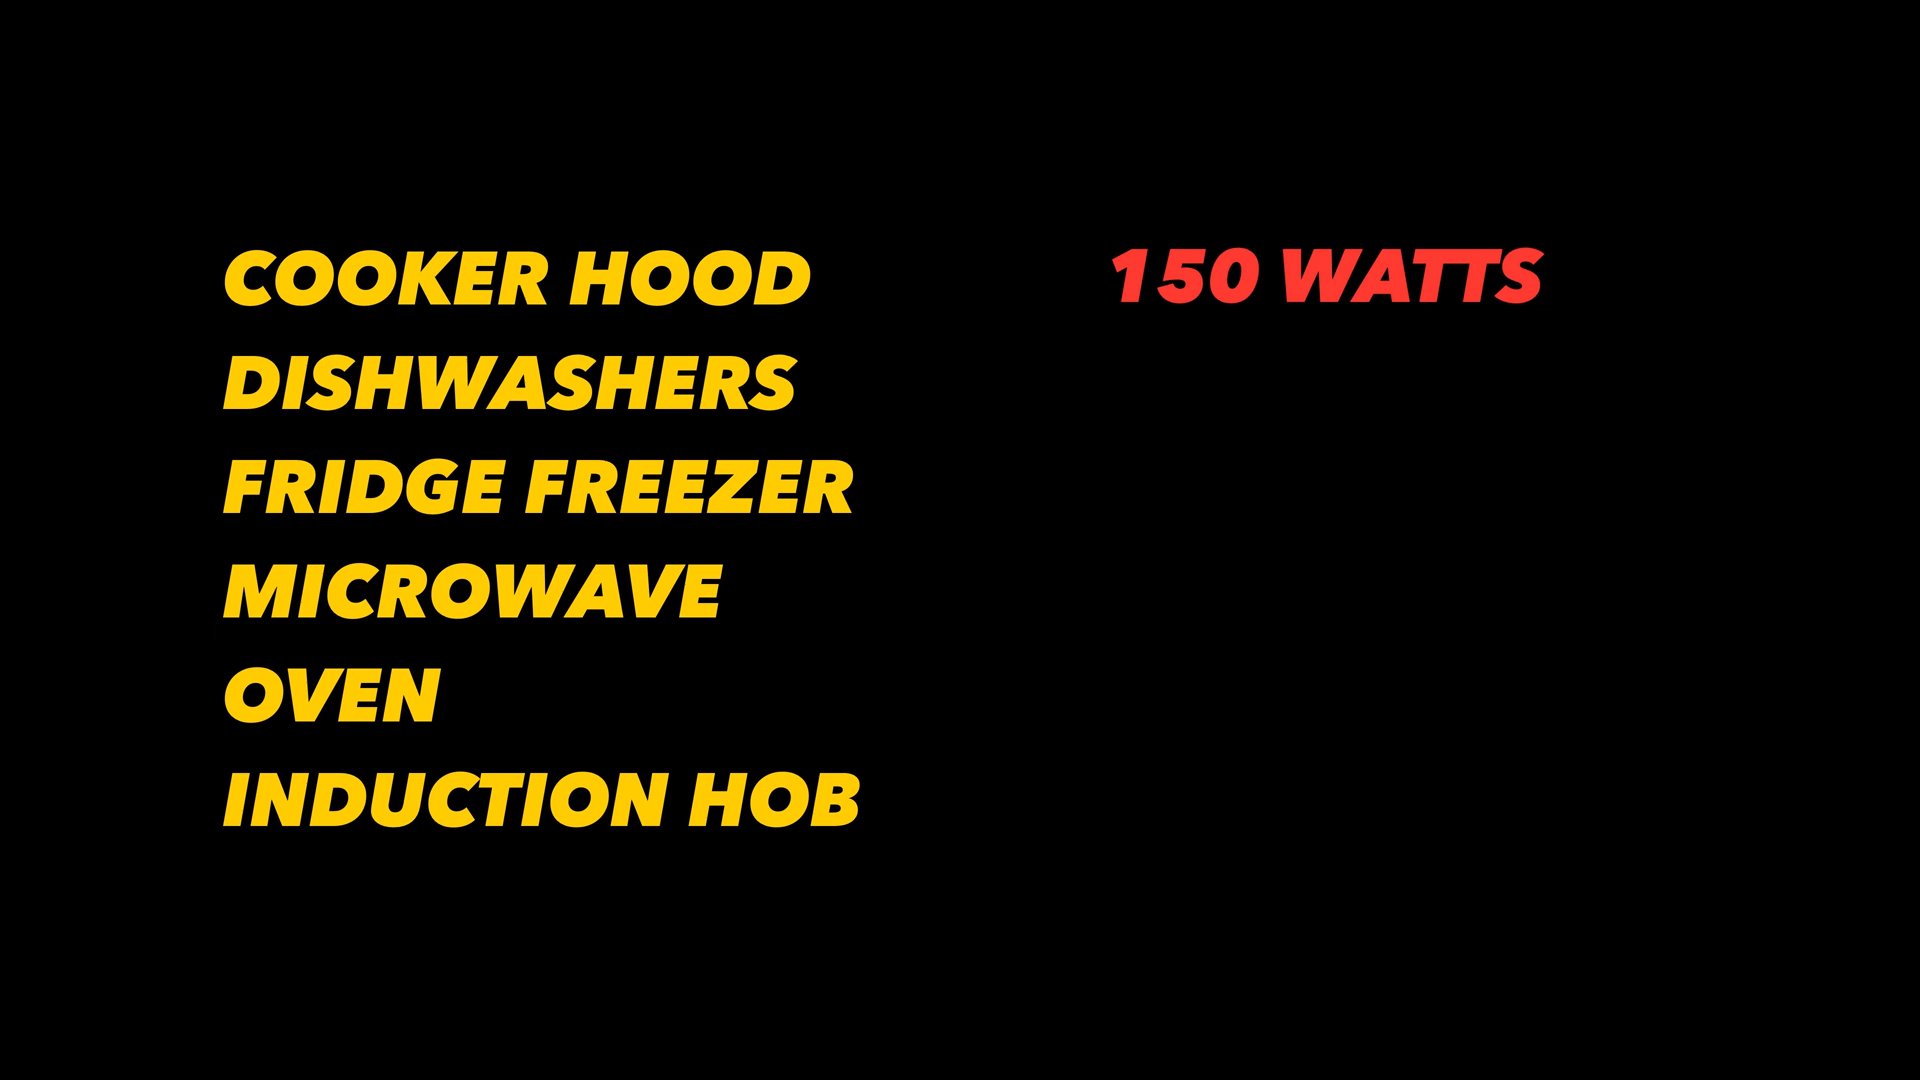 COOKER HOOD 150 WATTS
DISHWASHERS
FRIDGE FREEZER
MICROWAVE
OVEN
INDUCTION HOB